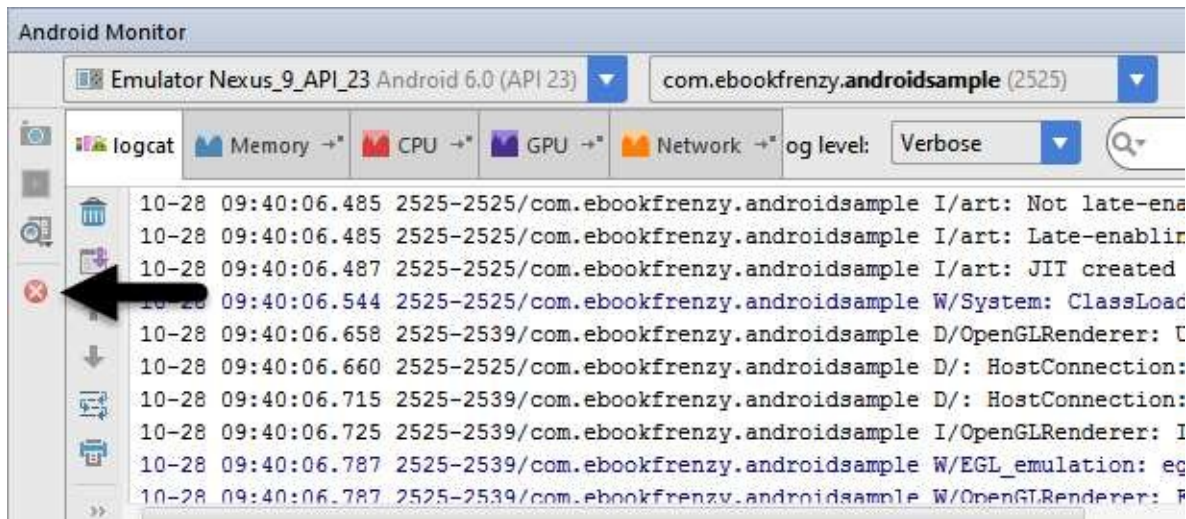 Android Monitor
Emulator Nexus_9_API_23 Android 6.0 (API 23) com.ebookfrenzy.androidsample (2525)
logcat Memory CPU GPU Network og level: Verbose
10-28 09:40:06.485 2525-2525/com.ebookfrenzy.androidsample I/art: Not late-ena
10-28 09:40:06.485 2525-2525/com.ebookfrenzy.androidsample I/art: Late-enablin
10-28 09:40:06.487 2525-2525/com.ebookfrenzy.androidsample I/art: JIT created
10-28 09:40:06.544 2525-2525/com.ebookfrenzy.androidsample W/System: ClassLoad
10-28 09:40:06.658 2525-2539/com.ebookfrenzy.androidsample D/OpenGLRenderer: U
10-28 09:40:06.660 2525-2539/com.ebookfrenzy.androidsample D/: HostConnection:
10-28 09:40:06.715 2525-2539/com.ebookfrenzy.androidsample D/: HostConnection:
10-28 09:40:06.725 2525-2539/com.ebookfrenzy.androidsample I/OpenGLRenderer: I
10-28 09:40:06.787 2525-2539/com.ebookfrenzy.androidsample W/EGL_emulation: eg
10-28 09:40:06.787 2525-2539/com.ebookfrenzy.androidsample W/OpenGLRenderer: F